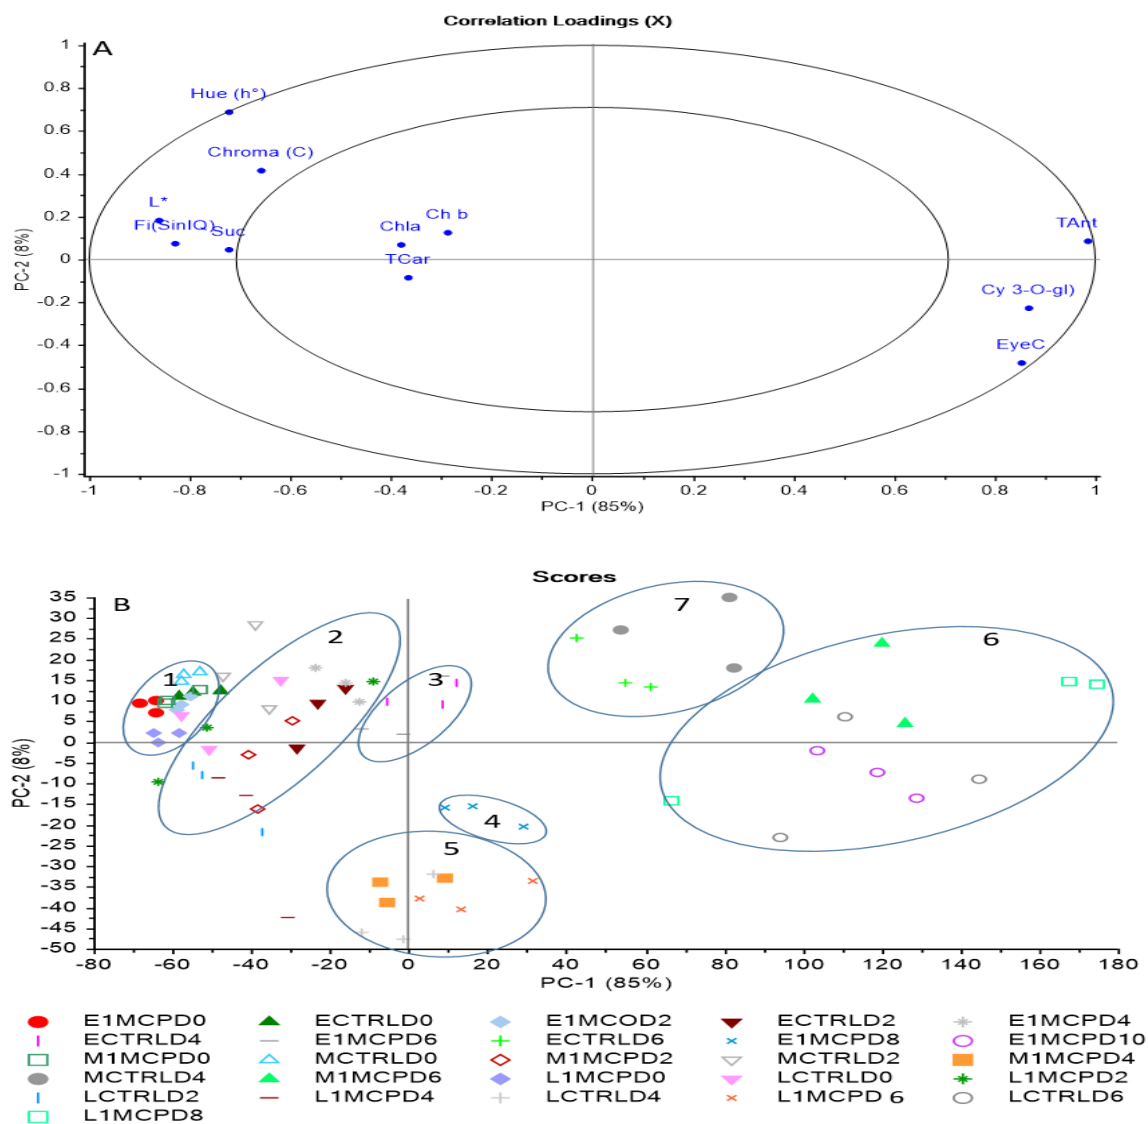 Correlation Loadings (X)
A
1
0.8
0.6
0.4
0.2
0
-0.2
-0.4
-0.6
-0.8
-1
PC-2 (8%)
Hue (h°)
Chroma (C)
L*
Fi(SinIQ)
Suc
Chla
Ch b
TCar
TAnt
Cy 3-O-gl)
EyeC
-1 -0.8 -0.6 -0.4 -0.2 0 0.2 0.4 0.6 0.8 1
PC-1 (85%)
Scores
B
35
30
25
20
15
10
5
0
-5
-10
-15
-20
-25
-30
-35
-40
-45
-50
PC-2 (8%)
1
2
3
4
5
6
7
-80 -60 -40 -20 0 20 40 60 80 100 120 140 160 180
PC-1 (85%)
E1MCPD0 ECTRLD0 E1MCOD2 ECTRLD2 E1MCPD4
ECTRLD4 E1MCPD6 ECTRLD6 E1MCPD8 E1MCPD10
M1MCPD0 MCTRLD0 M1MCPD2 MCTRLD2 M1MCPD4
MCTRLD4 M1MCPD6 L1MCPD0 LCTRLD0 L1MCPD2
LCTRLD2 L1MCPD4 LCTRLD4 L1MCPD 6 LCTRLD6
L1MCPD8